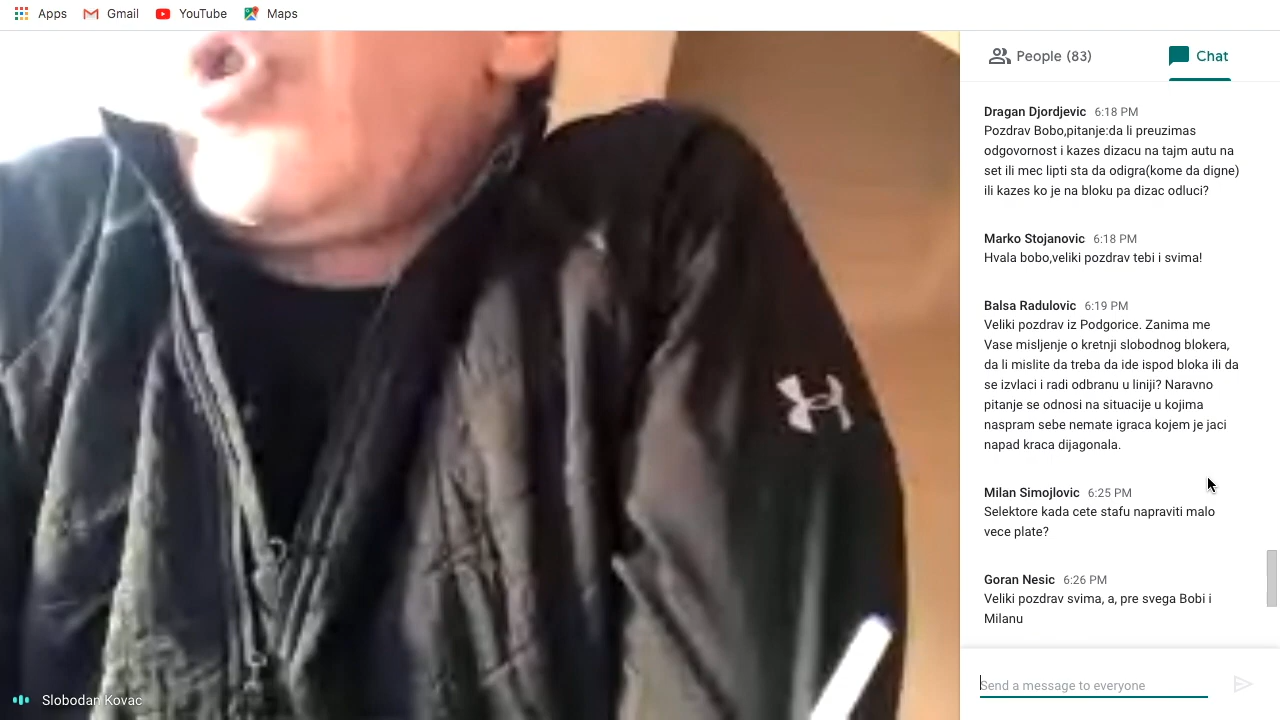 Apps Gmail YouTube Maps
People (83) Chat
Dragan Djordjevic 6:18 PM
Pozdrav Bobo,pitanje:da li preuzimas
odgovornost i kazes dizacu na tajm autu na
set ili mec lipti sta da odigra(kome da digne)
ili kazes ko je na bloku pa dizac odluci?
Marko Stojanovic 6:18 PM
Hvala bobo,veliki pozdrav tebi i svima!
Balsa Radulovic 6:19 PM
Veliki pozdrav iz Podgorice. Zanima me
Vase misljenje o kretnji slobodnog blokera,
da li mislite da treba da ide ispod bloka ili da
se izvlaci i radi odbranu u liniji? Naravno
pitanje se odnosi na situacije u kojima
naspram sebe nemate igraca kojem je jaci
napad kraca dijagonala.
Milan Simojlovic 6:25 PM
Selektore kada cete stafu napraviti malo
vece plate?
Goran Nesic 6:26 PM
Veliki pozdrav svima, a, pre svega Bobi i
Milanu
Send a message to everyone
Slobodan Kovac